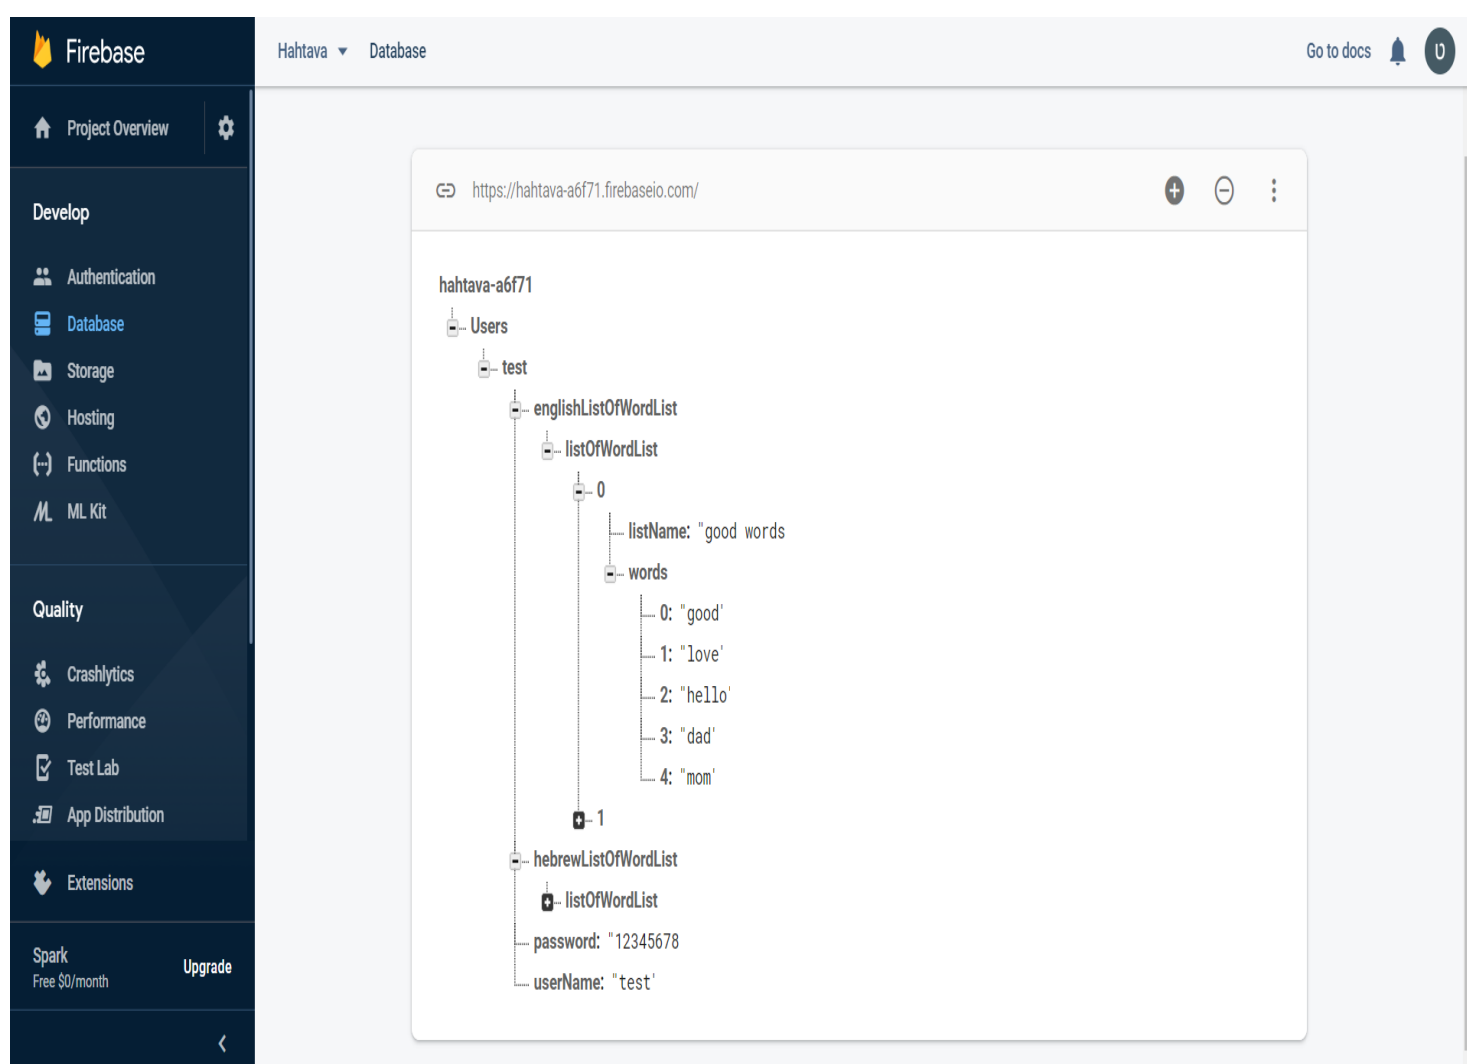 Firebase
Hahtava Database Go to docs
ט
Project Overview
https://hahtava-a6f71.firebaseio.com/
Develop
Authentication
Database
Storage
Hosting
Functions
ML Kit
Quality
Crashlytics
Performance
Test Lab
App Distribution
Extensions
Spark
Free $0/month
Upgrade
hahtava-a6f71
Users
test
englishListOfWordList
listOfWordList
0
listName: "good words
words
0: "good'
1: "love'
2: "hello'
3: "dad'
4: "mom'
1
hebrewListOfWordList
listOfWordList
password: "12345678
userName: "test'